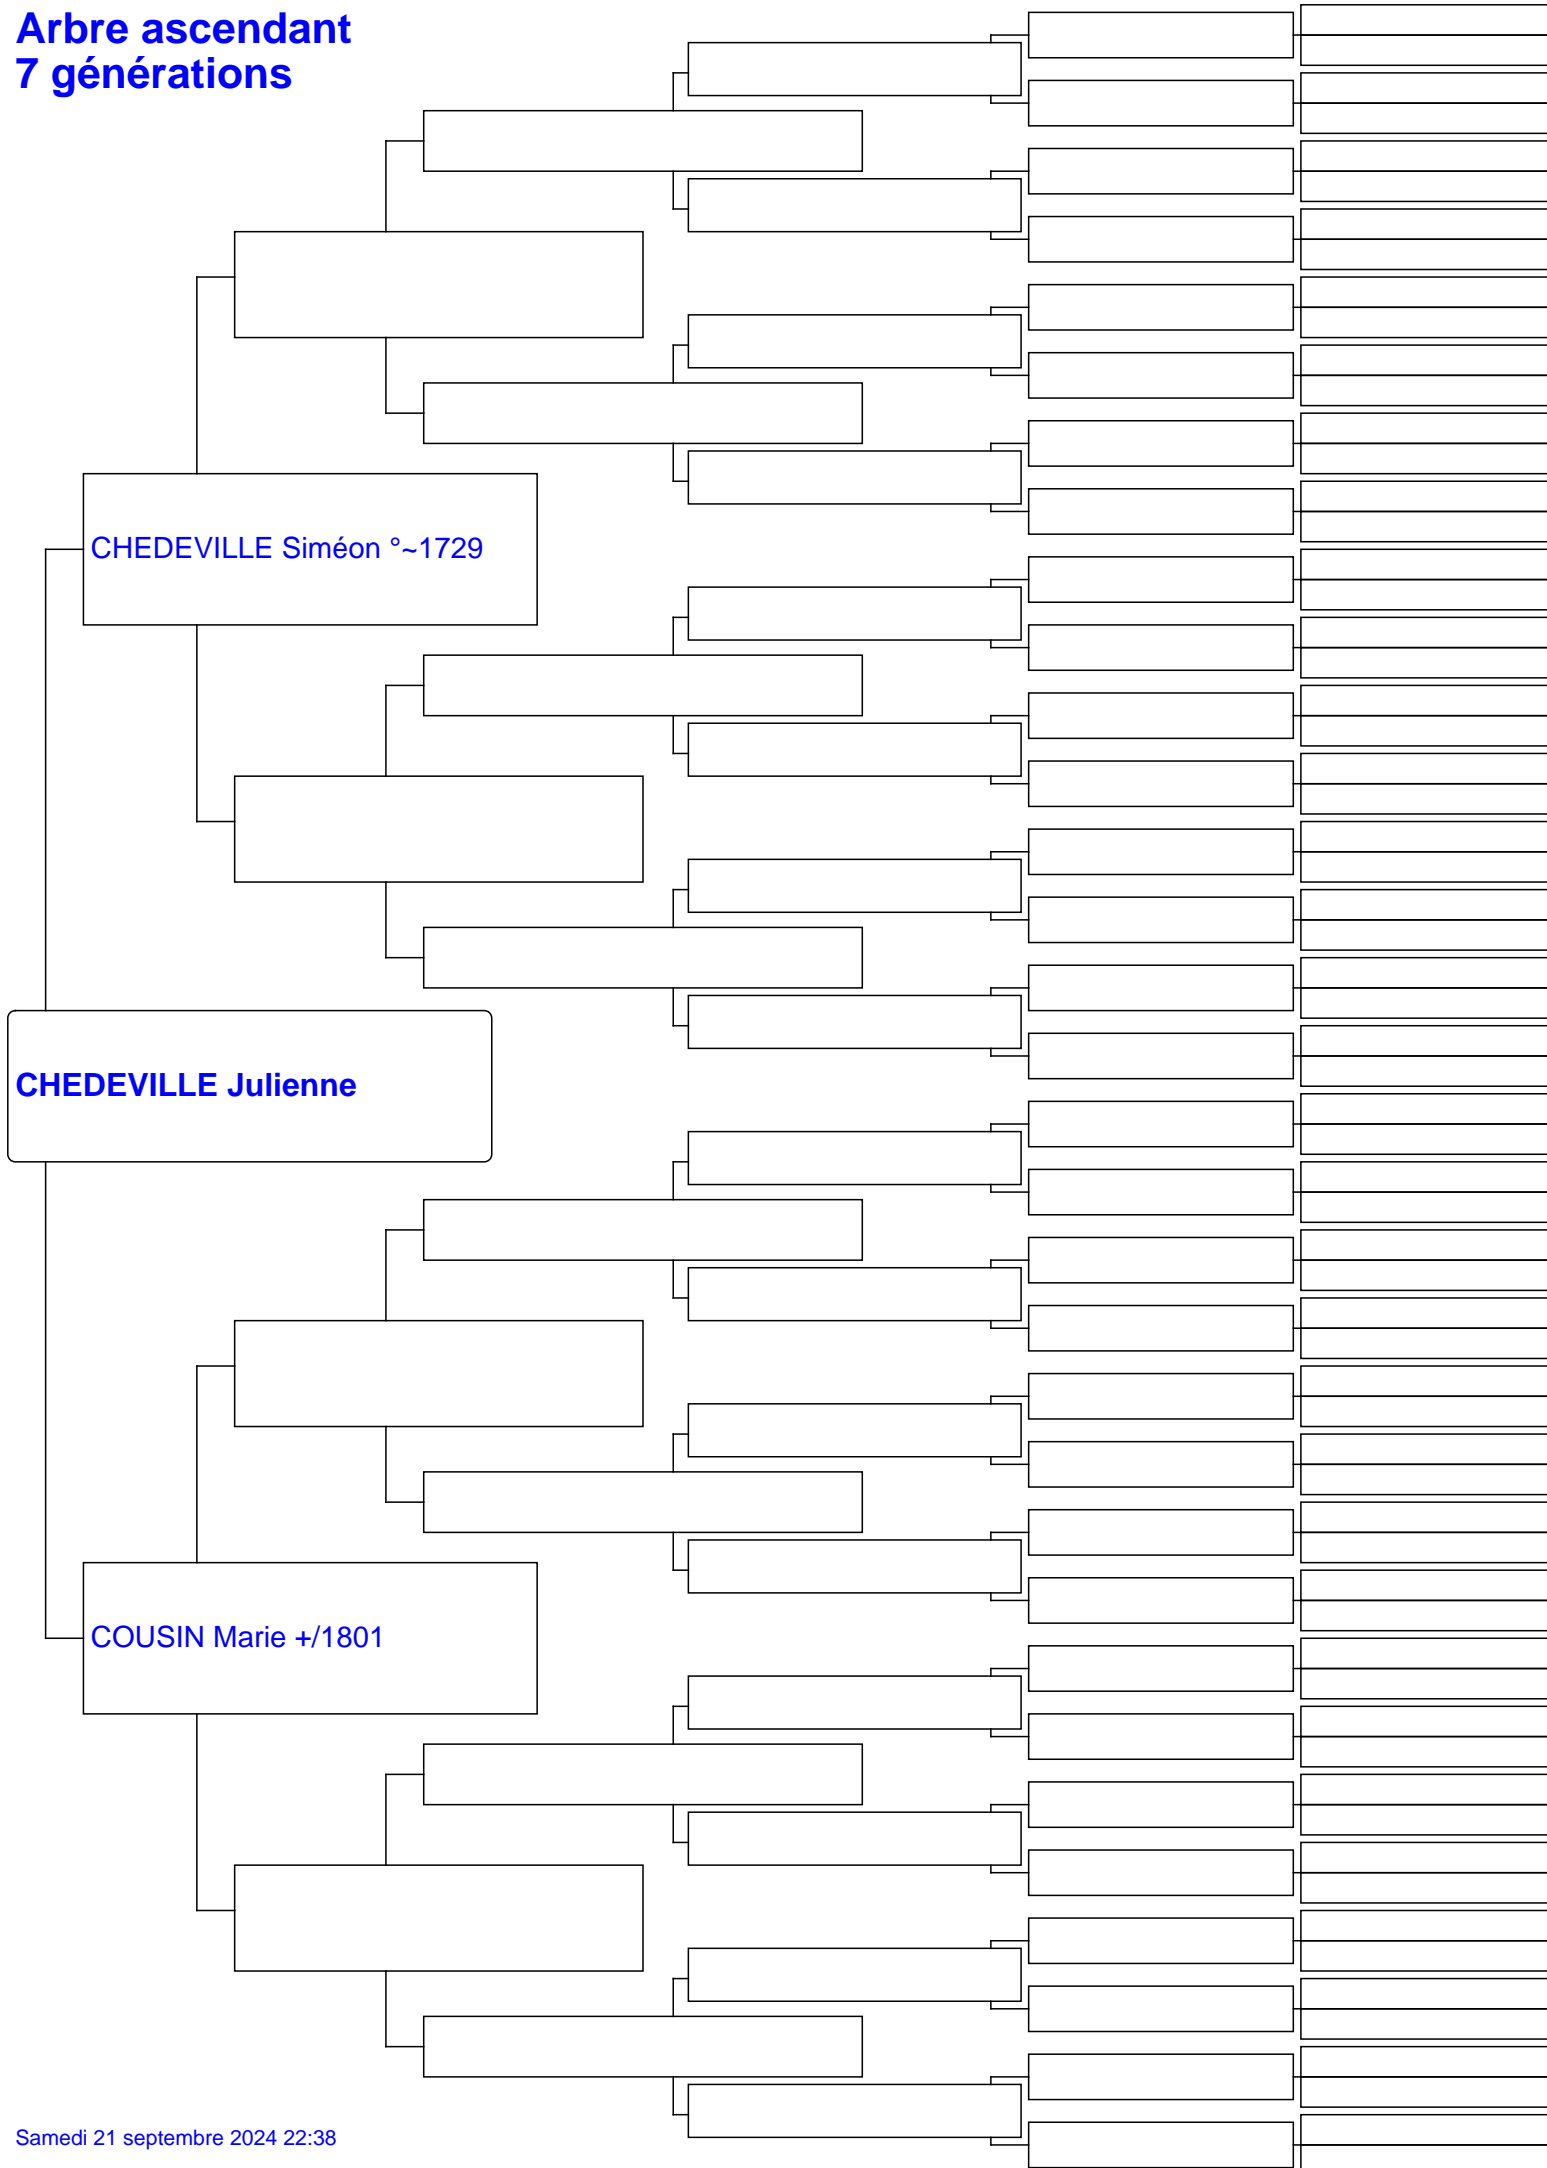 Arbre ascendant
7 générations
CHEDEVILLE Siméon °~1729
CHEDEVILLE Julienne
COUSIN Marie +/1801
Samedi 21 septembre 2024 22:38